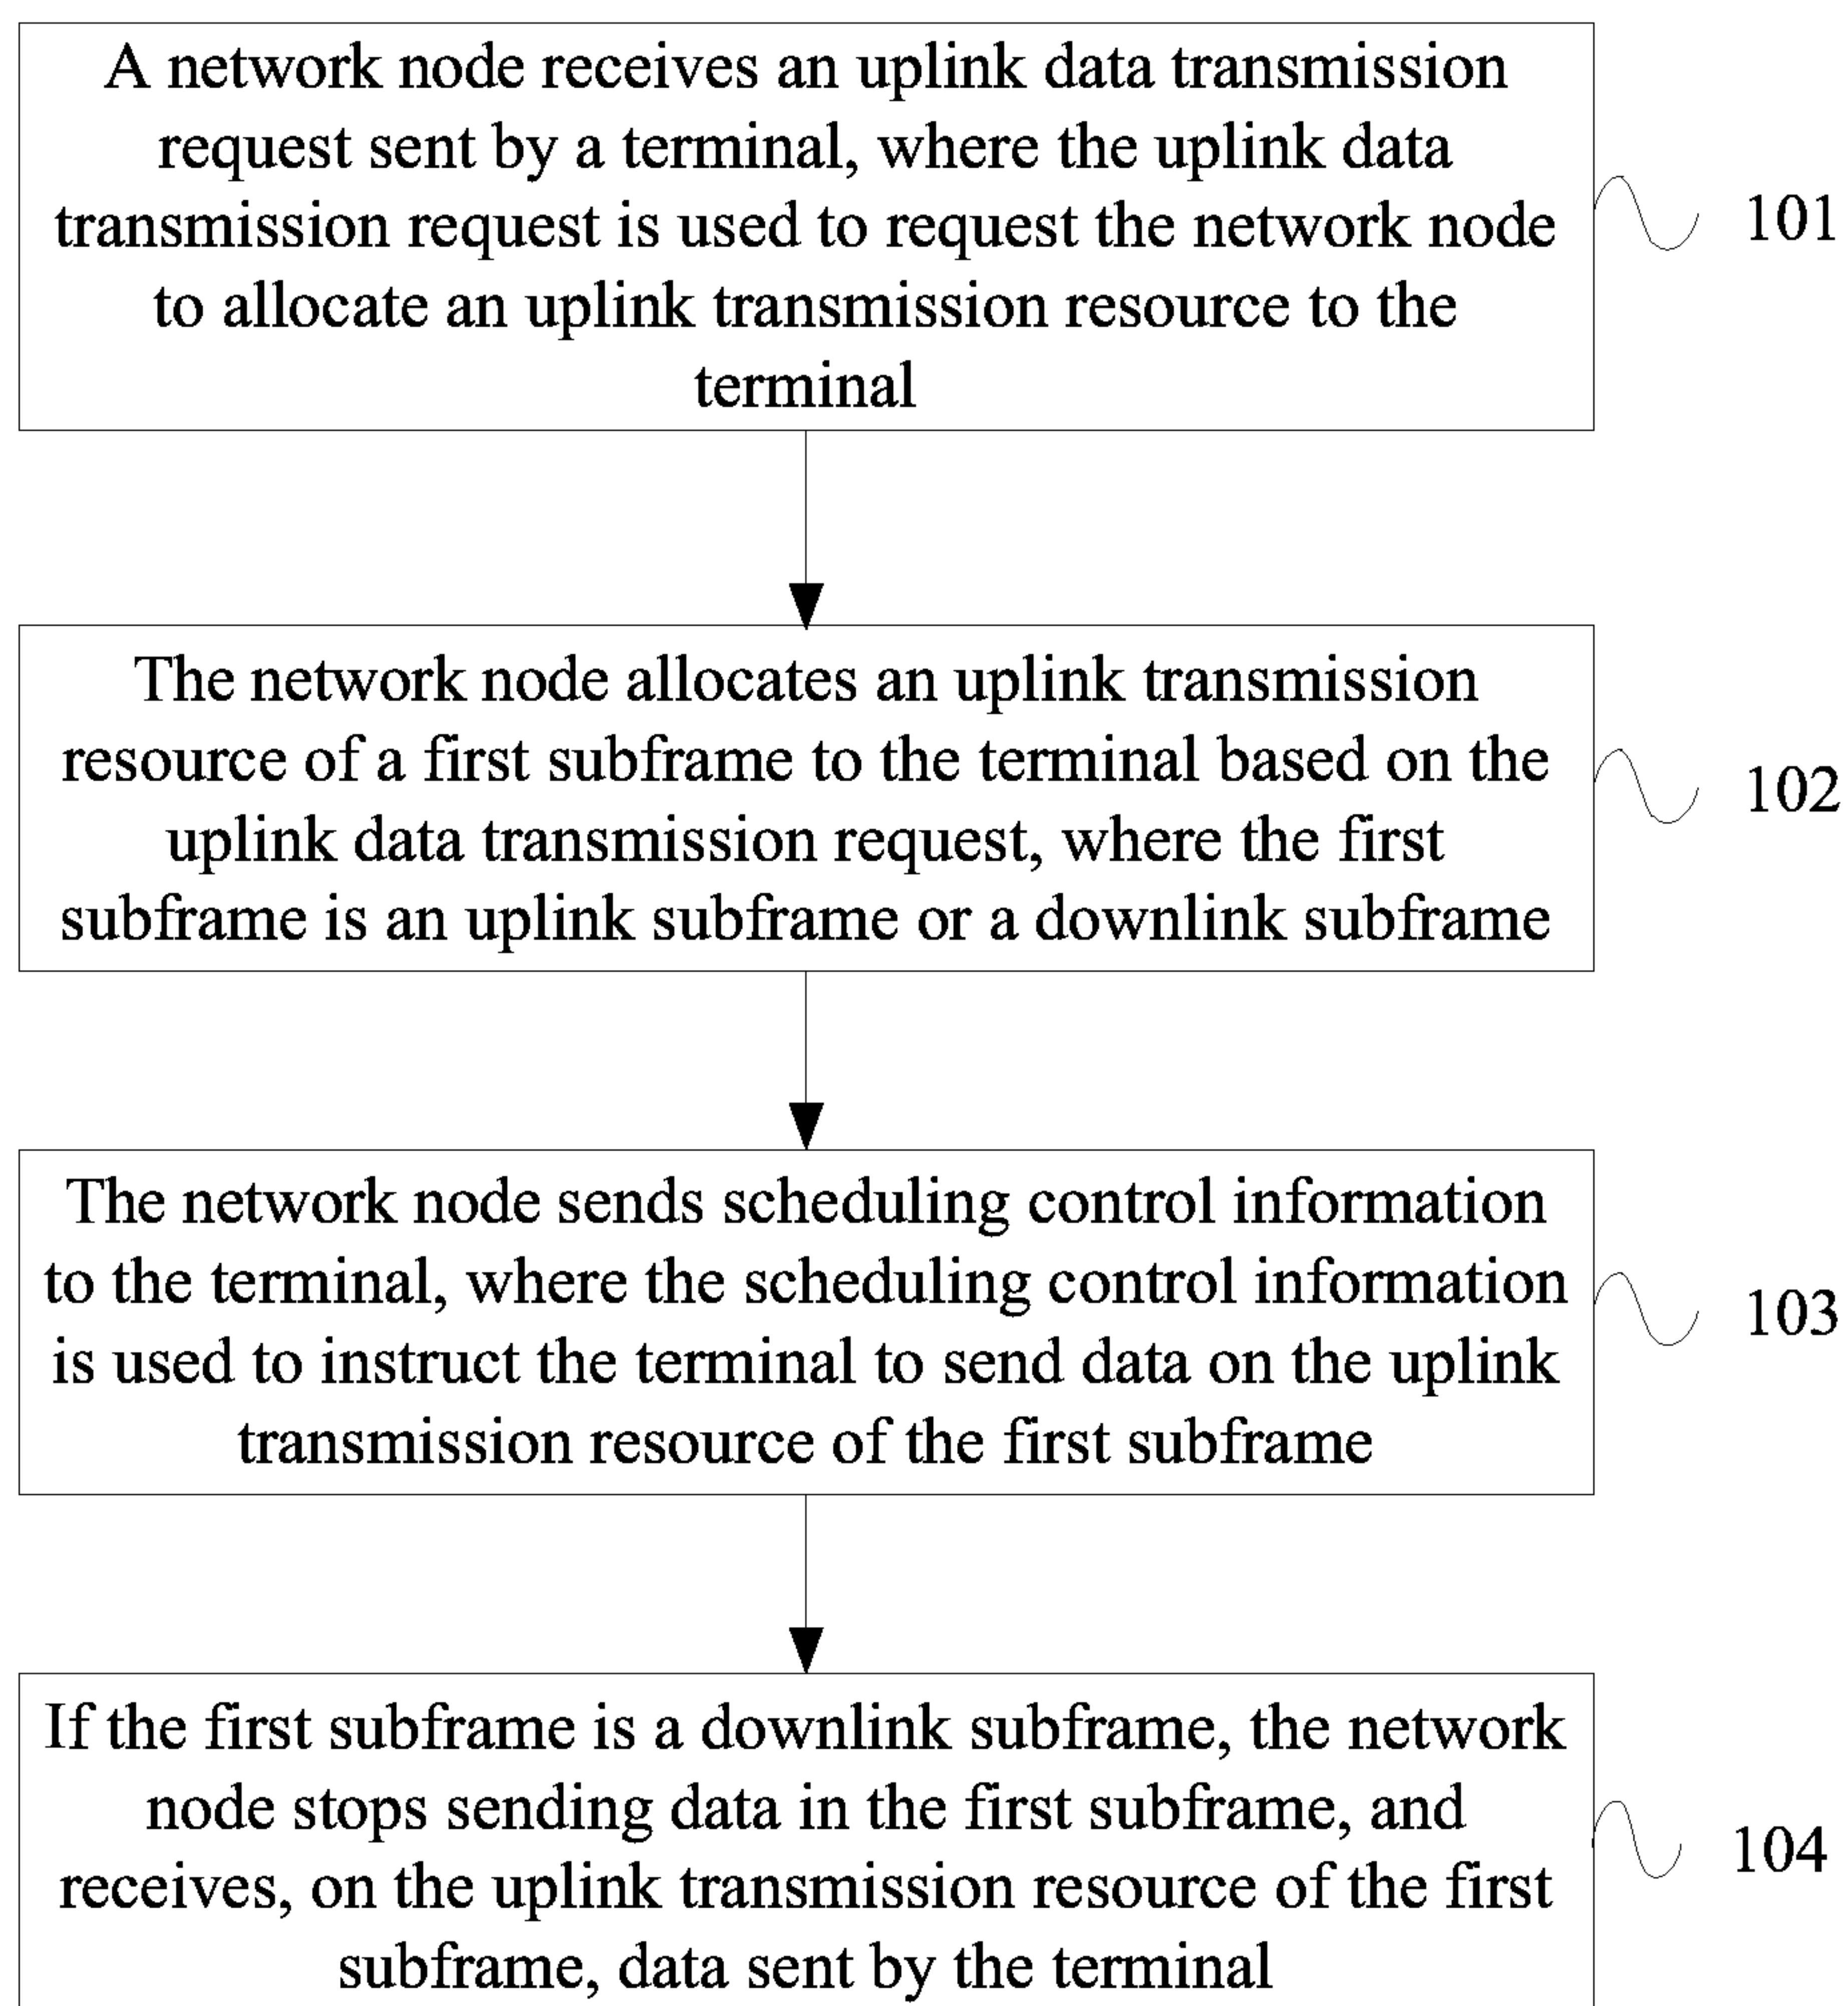 A network node receives an uplink data transmission
request sent by a terminal, where the uplink data
transmission request is used to request the network node
to allocate an uplink transmission resource to the
terminal
101
The network node allocates an uplink transmission
resource of a first subframe to the terminal based on the
uplink data transmission request, where the first
subframe is an uplink subframe or a downlink subframe
102
The network node sends scheduling control information
to the terminal, where the scheduling control information
is used to instruct the terminal to send data on the uplink
transmission resource of the first subframe
103
If the first subframe is a downlink subframe, the network
node stops sending data in the first subframe, and
receives, on the uplink transmission resource of the first
subframe, data sent by the terminal
104